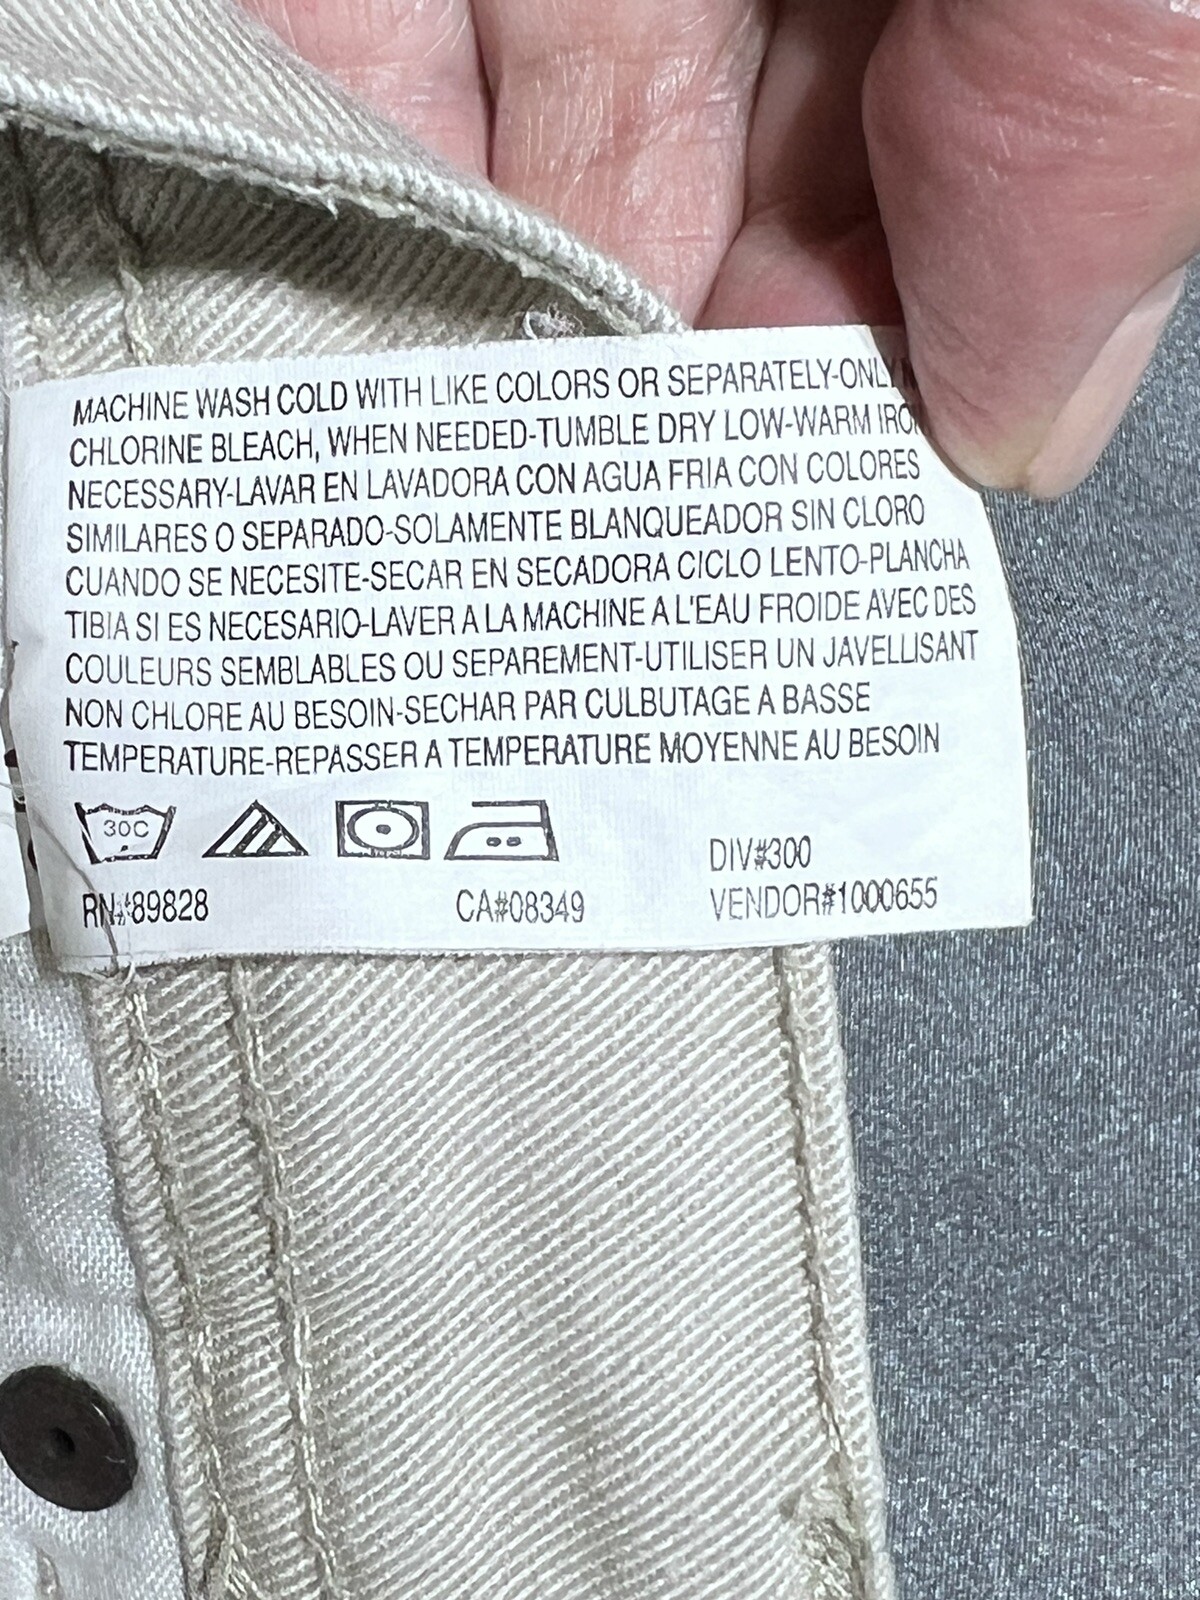 MACHINE WASH COLD WITH LIKE COLORS OR SEPARATELY-ONLY
CHLORINE BLEACH, WHEN NEEDED-TUMBLE DRY LOW-WARM
NECESSARY-LAVAR EN LAVADORA CON AGUA FRIA CON COLORES
SIMILARES O SEPARADO-SOLAMENTE BLANQUEADOR SIN CLORO
CUANDO SE NECESITE-SECAR EN SECADORA CICLO LENTO-PLANCHA
TIBIA SI ES NECESARIO-LAVER A LA MACHINE A L'EAU FROIDE AVEC DES
COULEURS SEMBLABLES OU SEPAREMENT-UTILISER UN JAVELLISANT
NON CHLORE AU BESOIN-SECHAR PAR CULBUTAGE A BASSE
TEMPERATURE-REPASSER A TEMPERATURE MOYENNE AU BESOIN
30C
DIV#300
RN#89828 CA#08349 VENDOR#1000655